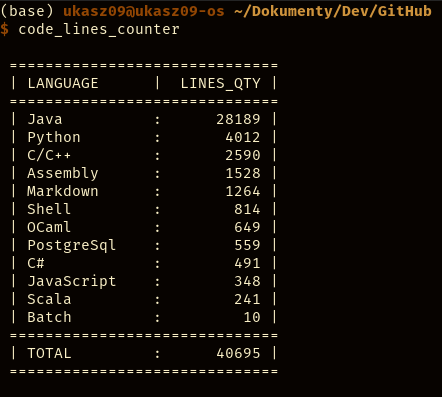 (base) ukasz09@ukasz09-os ~/Dokumenty/Dev/GitHub
$ code_lines_counter
==============================
| LANGUAGE      |  LINES_QTY |
==============================
| Java          :      28189 |
| Python        :       4012 |
| C/C++         :       2590 |
| Assembly      :       1528 |
| Markdown      :       1264 |
| Shell         :        814 |
| OCaml         :        649 |
| PostgreSql    :        559 |
| C#            :        491 |
| JavaScript    :        348 |
| Scala         :        241 |
| Batch         :         10 |
==============================
| TOTAL         :      40695 |
==============================